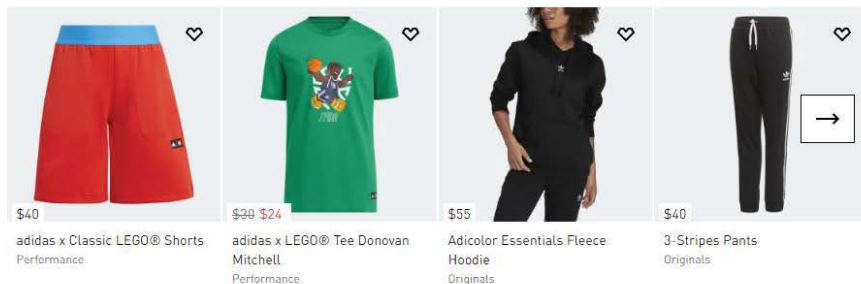 $40
adidas x Classic LEGO® Shorts
Performance
$30 $24
adidas x LEGO® Tee Donovan
Mitchell
Performance
$55
Adicolor Essentials Fleece
Hoodie
Originals
$40
3-Stripes Pants
Originals